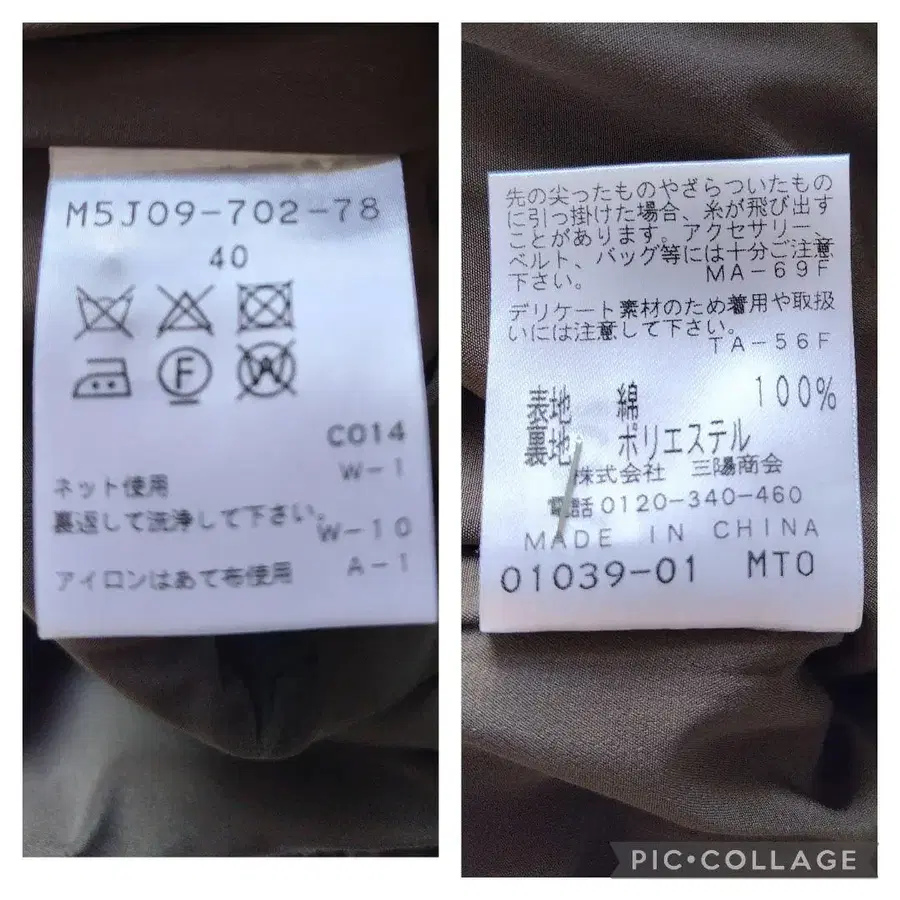 M5J09-702-78
40
F
W
C014
W-1
ネット使用
裏返して洗浄して下さい。
W-10
アイロンはあて布使用 A-1
先の尖ったものやざらついたもの
に引っ掛けた場合、糸が飛び出す
ことがあります。アクセサリー、
ベルト、バッグ等には十分ご注意
下さい。 MA-69F
デリケート素材のため着用や取扱
いには注意して下さい。
TA-56F
表地 綿 100%
裏地 ポリエステル
株式会社 三陽商会
電話 0120-340-460
MADE IN CHINA
01039-01 MTO
PIC•COLLAGE